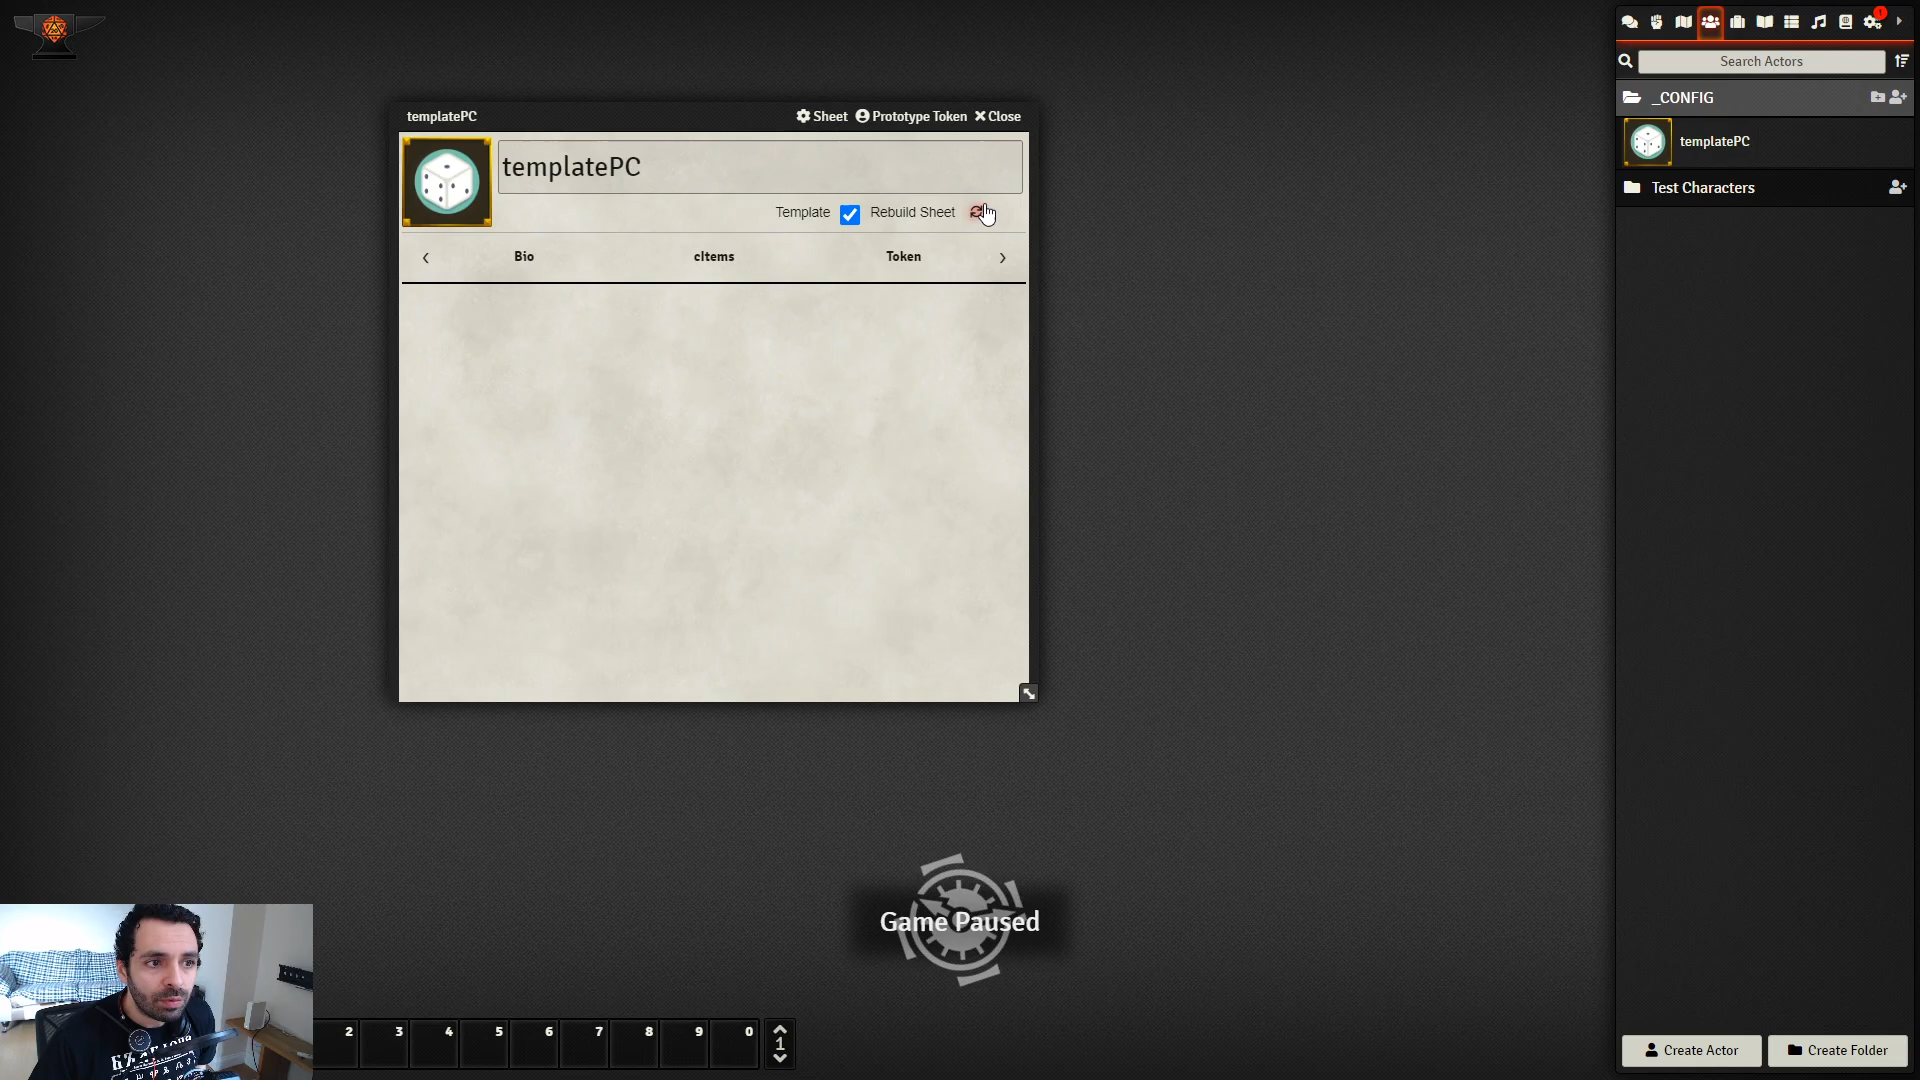 templatePC
Sheet Prototype Token Close
templatePC
Template Rebuild Sheet
Bio cItems Token
Search Actors
_CONFIG
templatePC
Test Characters
1
Game Paused
2 3 4 5 6 7 8 9 0
1
Create Actor Create Folder